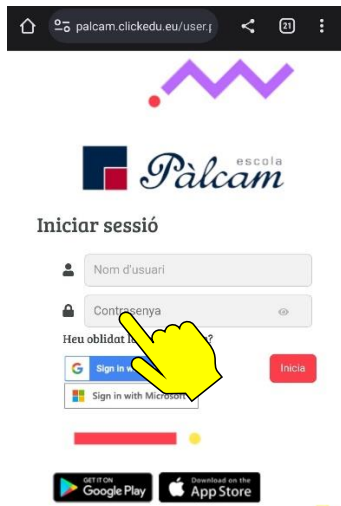 palcam.clickedu.eu/user.p
21
escola
Pàlcam
Iniciar sessió
Nom d'usuari
Contrasenya
Heu oblidat
Sign in
Inicia
Sign in with Microsoft
GET IT ON
Google Play
Download on the
App Store